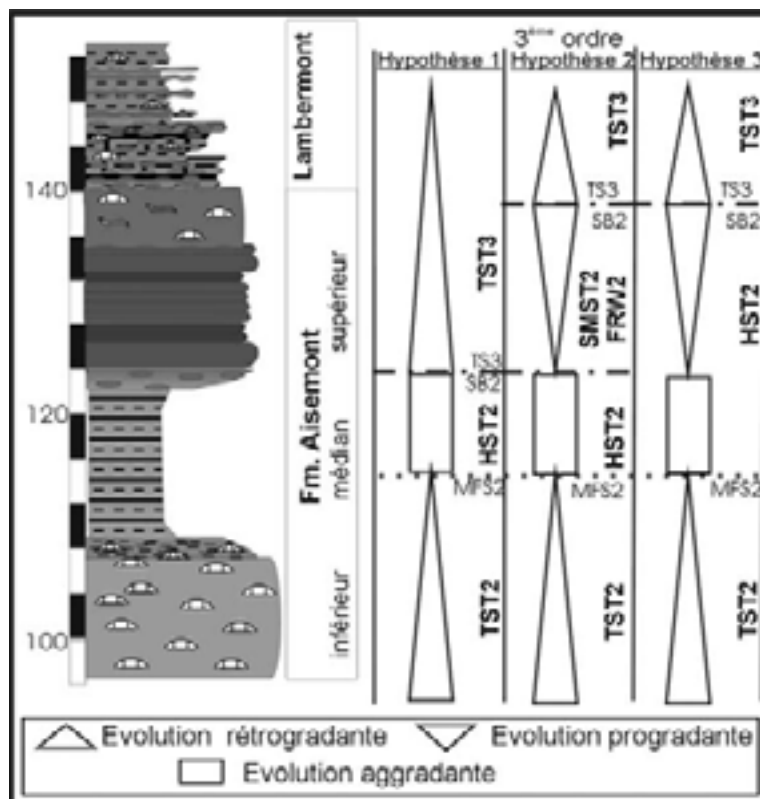 3ème ordre
Hypothèse 1
Hypothèse 2
Hypothèse 3
Lambermont
Fm. Aisemont
supérieur
médian
inférieur
140
120
100
TST3
TS3
SB2
HST2
MFS2
TST2
TST3
TS3
SB2
SMST2
FRW2
HST2
MFS2
TST2
TST3
TS3
SB2
HST2
MFS2
TST2
Evolution rétrogradante
Evolution progradante
Evolution aggradante